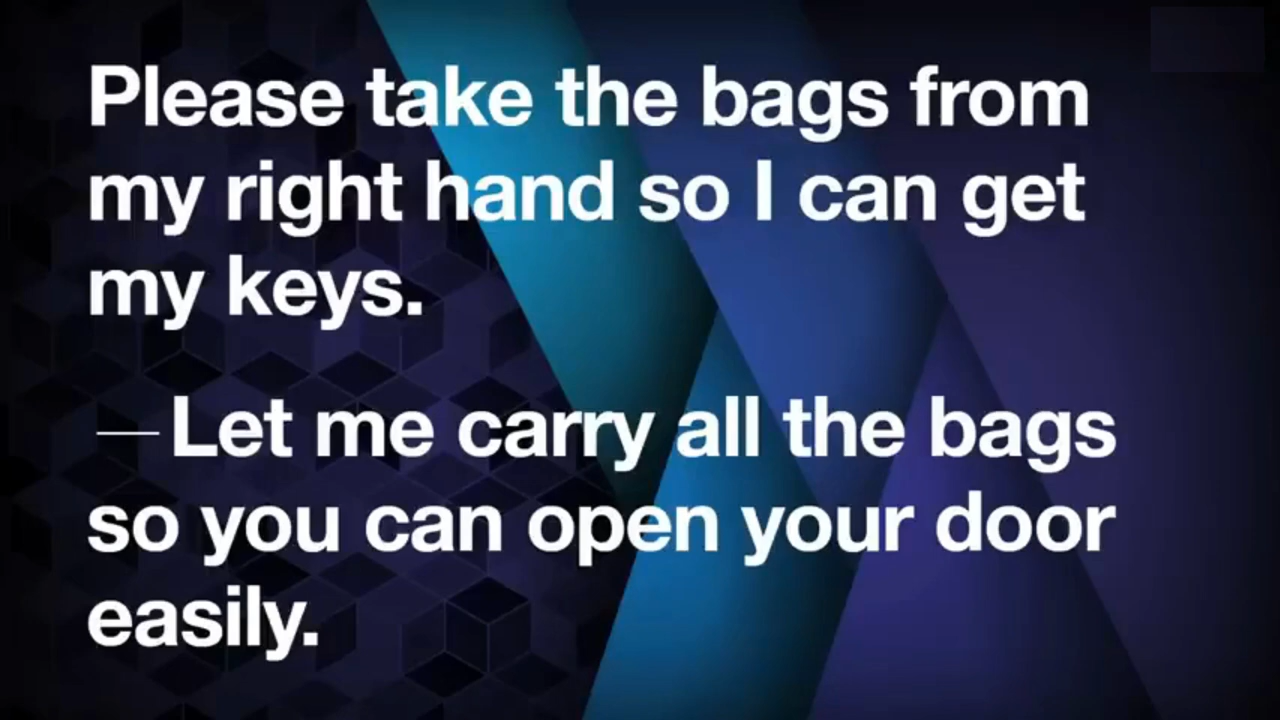 Please take the bags from
my right hand so I can get
my keys.
— Let me carry all the bags
so you can open your door
easily.